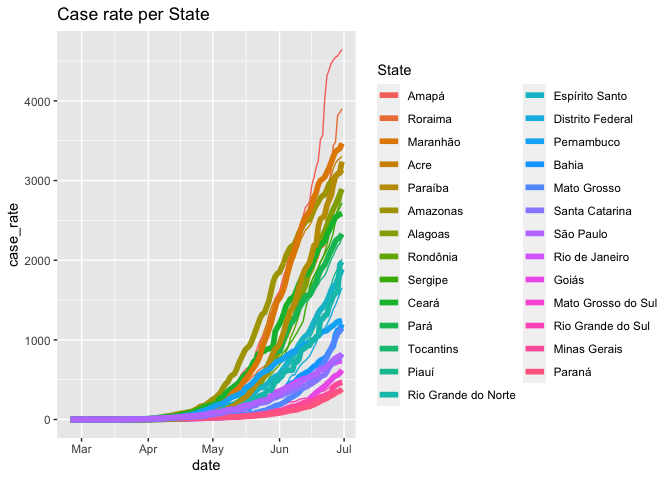 Case rate per State
case_rate
4000
3000
2000
1000
0
Mar
Apr
May
Jun
Jul
date
State
Amapá
Roraima
Maranhão
Acre
Paraíba
Amazonas
Alagoas
Rondônia
Sergipe
Ceará
Pará
Tocantins
Piauí
Rio Grande do Norte
Espírito Santo
Distrito Federal
Pernambuco
Bahia
Mato Grosso
Santa Catarina
São Paulo
Rio de Janeiro
Goiás
Mato Grosso do Sul
Rio Grande do Sul
Minas Gerais
Paraná